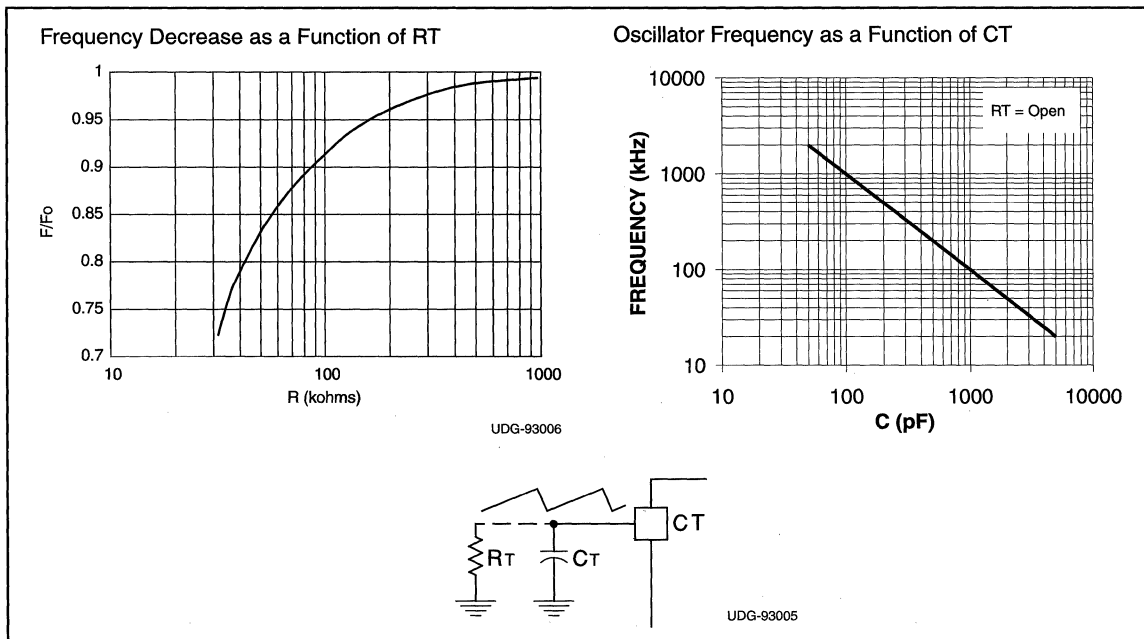 Frequency Decrease as a Function of RT
1
0.95
0.9
0.85
0.8
0.75
0.7
F/Fo
10
100
1000
R (kohms)
UDG-93006
Oscillator Frequency as a Function of CT
10000
1000
100
10
FREQUENCY (kHz)
RT = Open
10
100
1000
10000
C (pF)
RT
CT
CT
UDG-93005